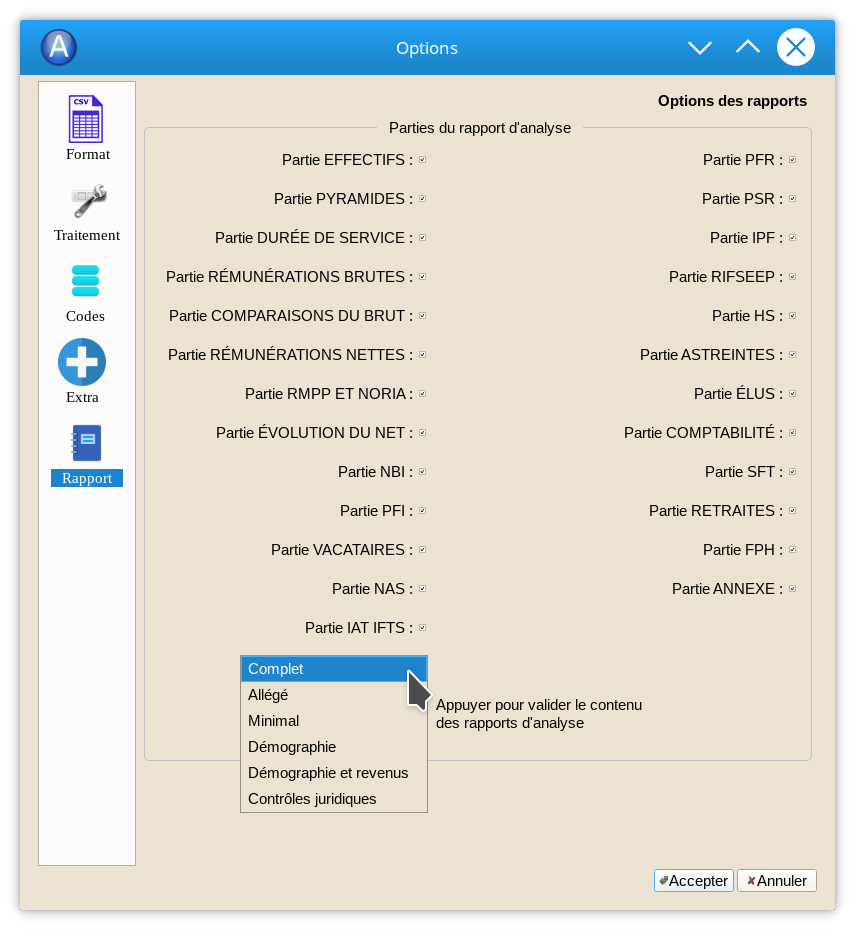 A
Options
csv
Format
Traitement
Codes
Extra
Rapport
Options des rapports
Parties du rapport d'analyse
Partie EFFECTIFS :
Partie PYRAMIDES :
Partie DURÉE DE SERVICE :
Partie RÉMUNÉRATIONS BRUTES :
Partie COMPARAISONS DU BRUT :
Partie RÉMUNÉRATIONS NETTES :
Partie RMPP ET NORIA :
Partie ÉVOLUTION DU NET :
Partie NBI :
Partie PFI :
Partie VACATAIRES :
Partie NAS :
Partie IAT IFTS :
Partie PFR :
Partie PSR :
Partie IPF :
Partie RIFSEEP :
Partie HS :
Partie ASTREINTES :
Partie ÉLUS :
Partie COMPTABILITÉ :
Partie SFT :
Partie RETRAITES :
Partie FPH :
Partie ANNEXE :
Complet
Allégé
Minimal
Démographie
Démographie et revenus
Contrôles juridiques
Appuyer pour valider le contenu
des rapports d'analyse
Accepter
Annuler